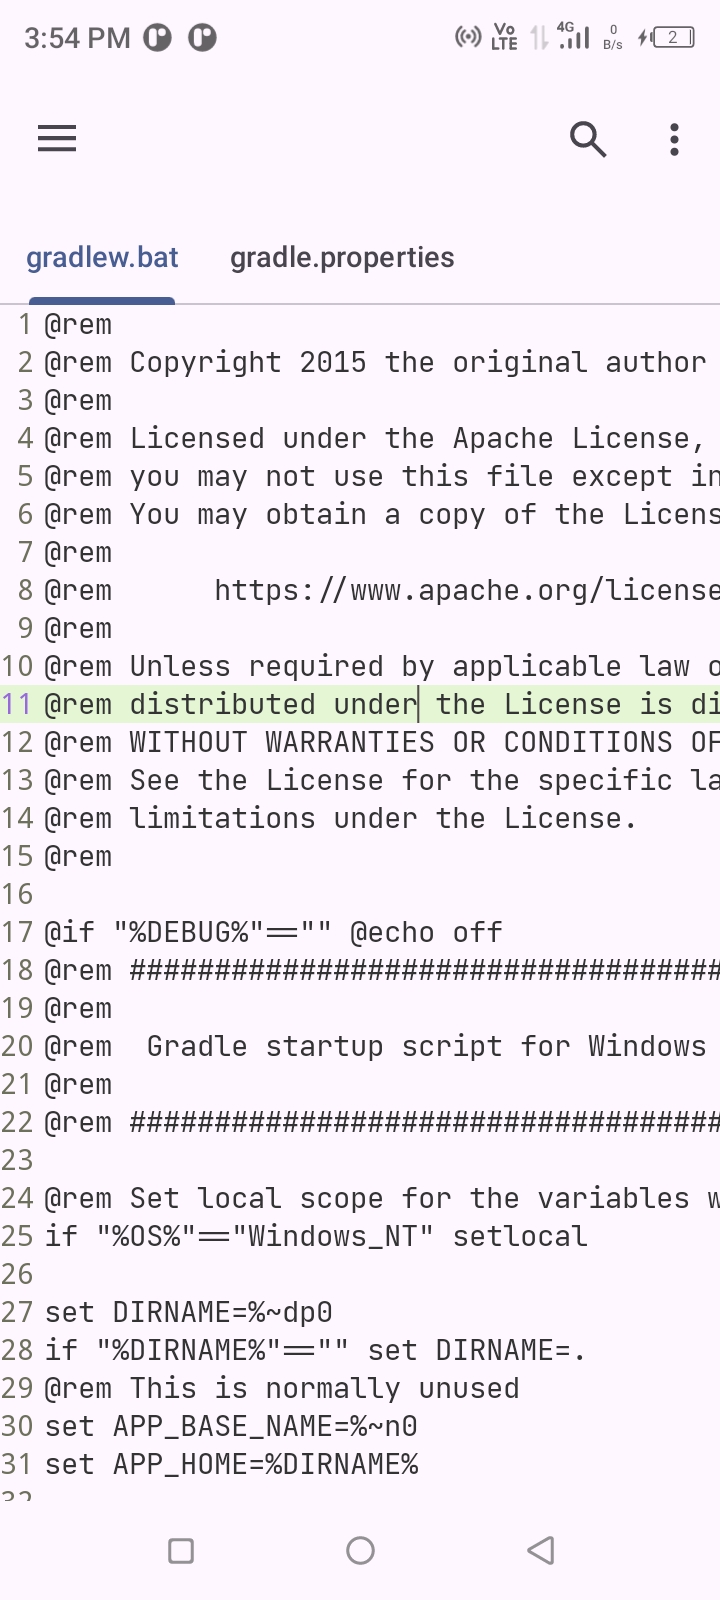 3:54 PM
Vo LTE 4G 0 B/s 2
gradlew.bat gradle.properties
1 @rem
2 @rem Copyright 2015 the original author
3 @rem
4 @rem Licensed under the Apache License,
5 @rem you may not use this file except in
6 @rem You may obtain a copy of the Licens
7 @rem
8 @rem      https://www.apache.org/license
9 @rem
10 @rem Unless required by applicable law o
11 @rem distributed under the License is di
12 @rem WITHOUT WARRANTIES OR CONDITIONS OF
13 @rem See the License for the specific la
14 @rem limitations under the License.
15 @rem
16
17 @if "%DEBUG%"=="" @echo off
18 @rem ###################################
19 @rem
20 @rem  Gradle startup script for Windows
21 @rem
22 @rem ###################################
23
24 @rem Set local scope for the variables w
25 if "%OS%"=="Windows_NT" setlocal
26
27 set DIRNAME=%~dp0
28 if "%DIRNAME%"=="" set DIRNAME=.
29 @rem This is normally unused
30 set APP_BASE_NAME=%~n0
31 set APP_HOME=%DIRNAME%
32